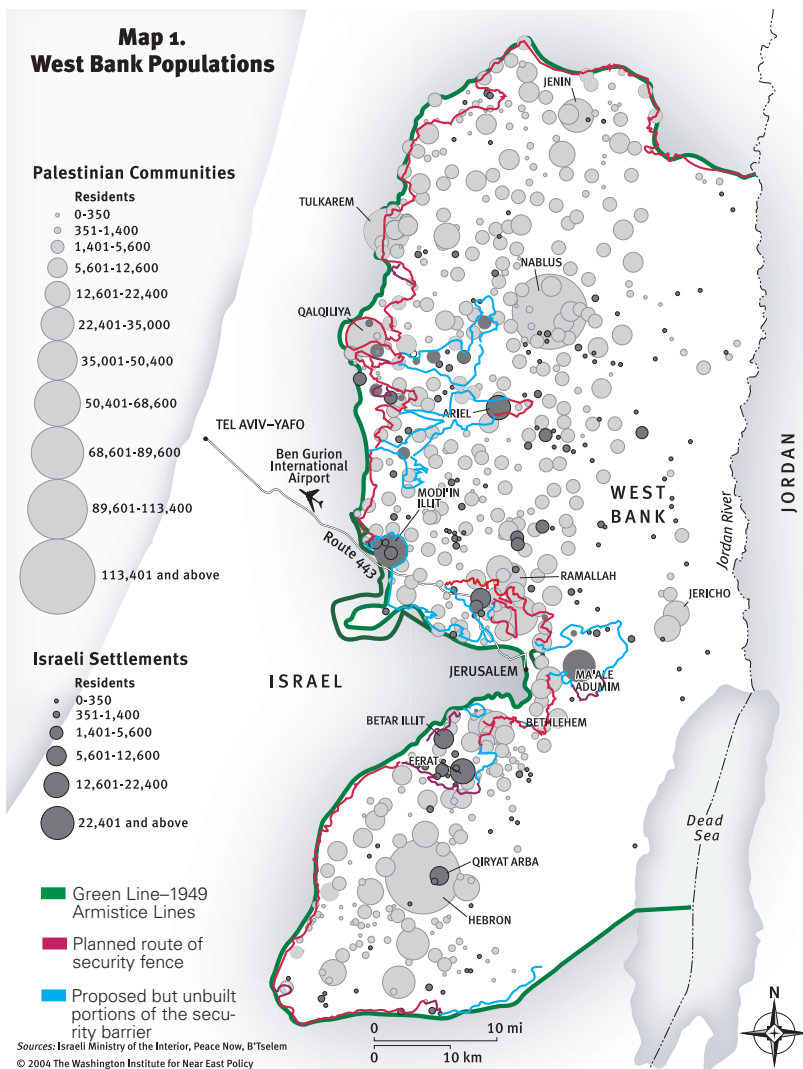 Map 1.
West Bank Populations
Palestinian Communities
Residents
0-350
351-1,400
1,401-5,600
5,601-12,600
12,601-22,400
22,401-35,000
35,001-50,400
50,401-68,600
68,601-89,600
89,601-113,400
113,401 and above
Israeli Settlements
Residents
0-350
351-1,400
1,401-5,600
5,601-12,600
12,601-22,400
22,401 and above
Green Line–1949
Armistice Lines
Planned route of
security fence
Proposed but unbuilt
portions of the secu-
rity barrier
Sources: Israeli Ministry of the Interior, Peace Now, B'Tselem
© 2004 The Washington Institute for Near East Policy
JENIN
TULKAREM
NABLUS
QALQILIYA
ARIEL
TEL AVIV–YAFO
Ben Gurion
International
Airport
MODI'IN
ILLIT
Route 443
WEST
BANK
JORDAN
Jordan River
RAMALLAH
JERICHO
ISRAEL
JERUSALEM
MA'ALE
ADUMIM
BETAR ILLIT
BETHLEHEM
EFRAT
Dead
Sea
QIRYAT ARBA
HEBRON
0 10 mi
0 10 km
N